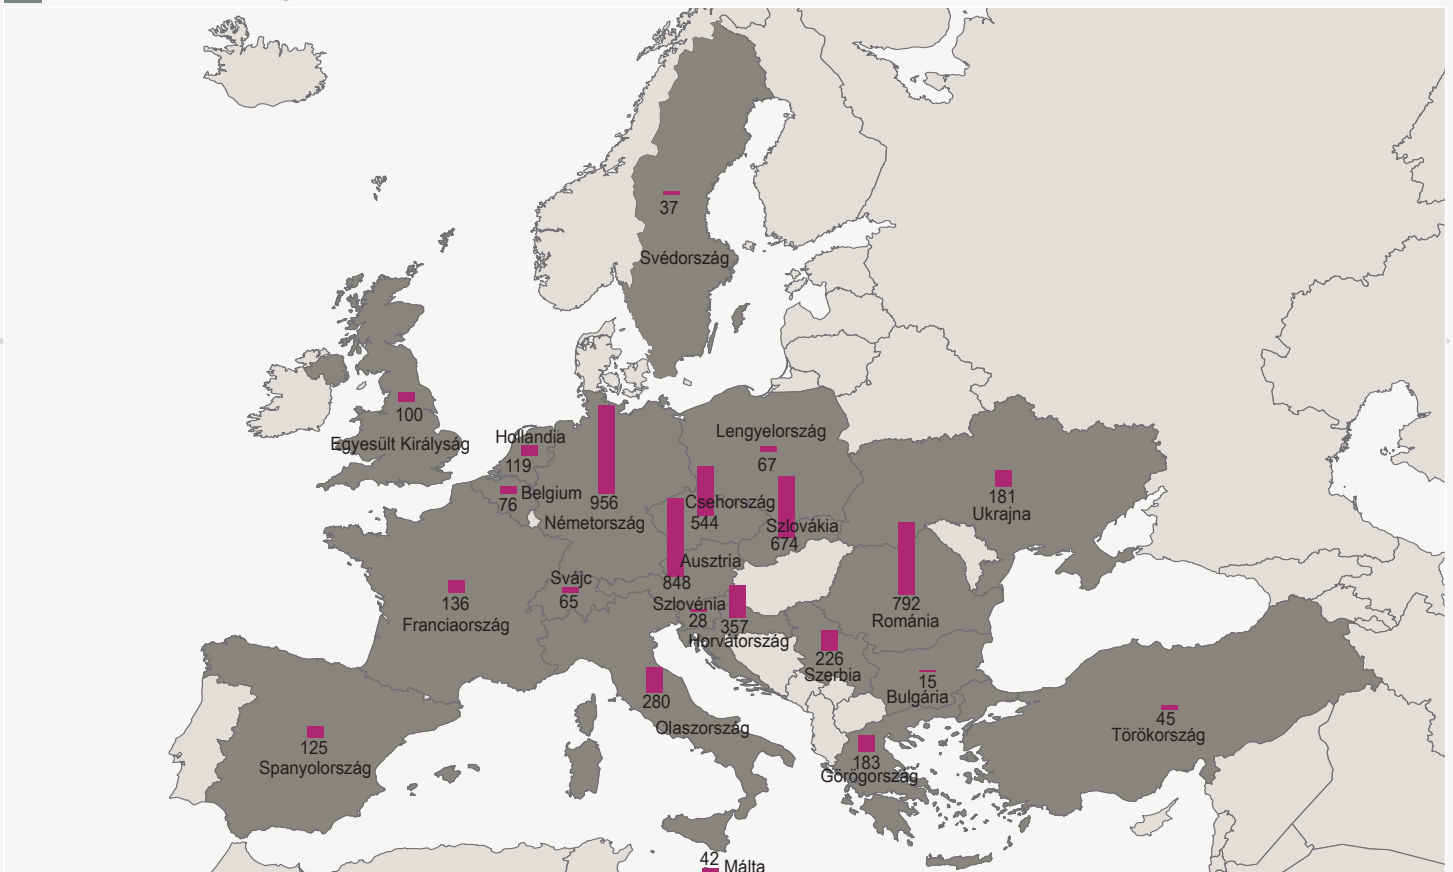 37
Svédország
100
Egyesült Királyság
Hollandia
119
Belgium
76
956
Németország
Lengyelország
67
Csehország
544
Szlovákia
674
181
Ukrajna
Ausztria
848
Svájc
65
136
Franciaország
Szlovénia
28
357
Horvátország
792
Románia
226
Szerbia
15
Bulgária
280
Olaszország
125
Spanyolország
45
Törökország
183
Görögország
42
Málta